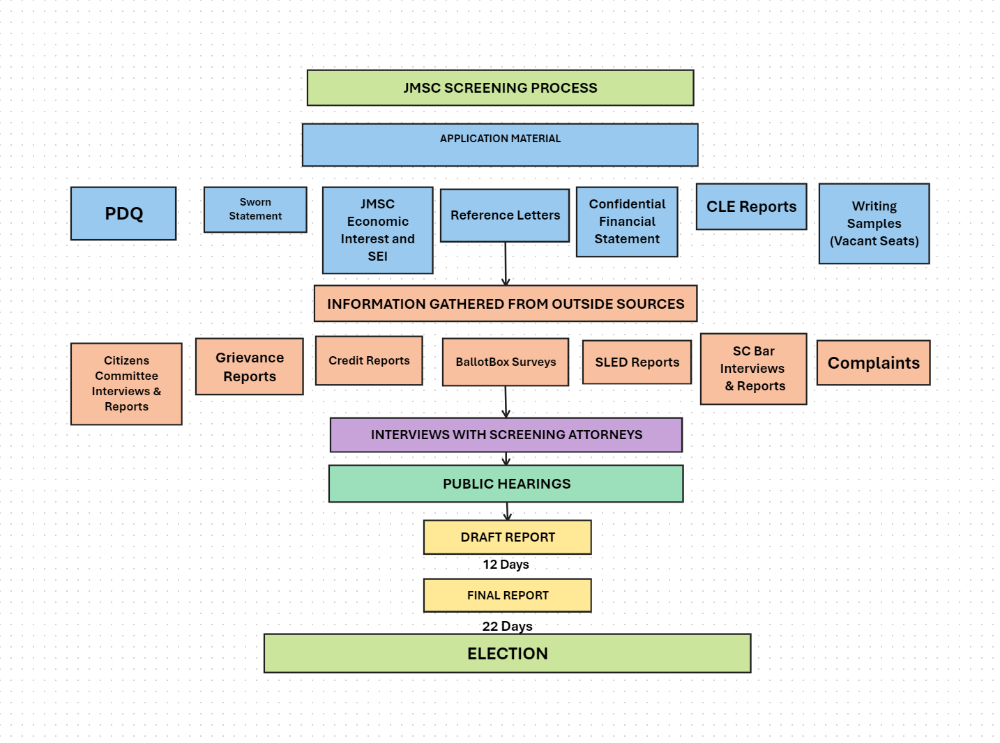 JMSC SCREENING PROCESS
APPLICATION MATERIAL
PDQ
Sworn
Statement
JMSC
Economic
Interest and
SEI
Reference Letters
Confidential
Financial
Statement
CLE Reports
Writing
Samples
(Vacant Seats)
INFORMATION GATHERED FROM OUTSIDE SOURCES
Citizens
Committee
Interviews &
Reports
Grievance
Reports
Credit Reports
BallotBox Surveys
SLED Reports
SC Bar
Interviews
& Reports
Complaints
INTERVIEWS WITH SCREENING ATTORNEYS
PUBLIC HEARINGS
DRAFT REPORT
12 Days
FINAL REPORT
22 Days
ELECTION